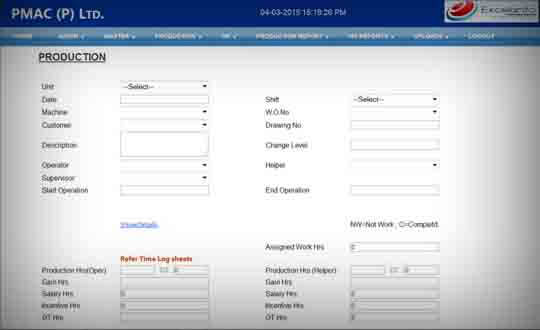 PMAC (P) LTD. 04-03-2015 15:19:26 PM Excelanto
HOME ADMIN MASTER PRODUCTION HR PRODUCTION REPORT HR REPORTS UPLOADS LOGOUT
PRODUCTION
Unit --Select--
Date Shift --Select--
Machine W.O.No
Customer Drawing No
Description Change Level
Operator Helper
Supervisor
Start Operation End Operation
ViewDetails NW=Not Work , C=Completd.
Assigned Work Hrs 0
Refer Time Log sheets
Production Hrs(Oper) : 0 Production Hrs (Helper) : 0
Gain Hrs Gain Hrs
Salary Hrs 0 Salary Hrs 0
Incentive Hrs 0 Incentive Hrs 0
OT Hrs 0 OT Hrs 0